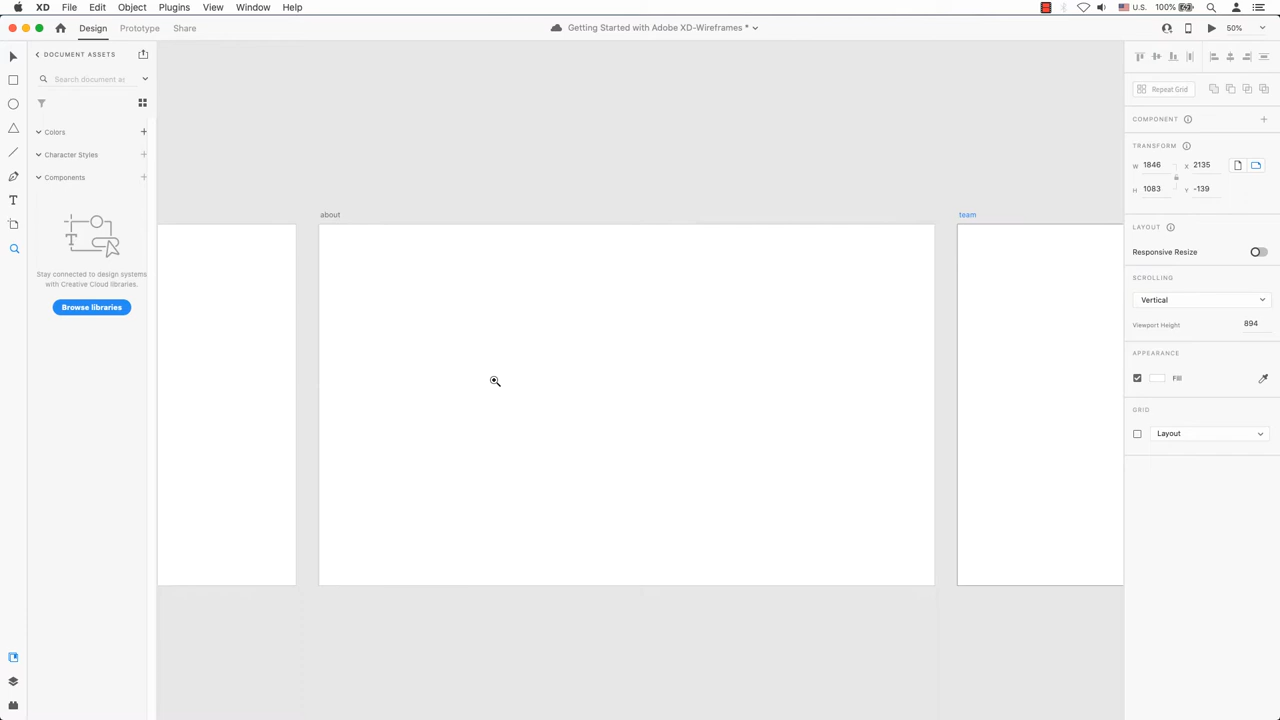 XD File Edit Object Plugins View Window Help U.S. 100%
Design Prototype Share Getting Started with Adobe XD-Wireframes * 50%
DOCUMENT ASSETS
Search document as
Colors
Character Styles
Components
T
Stay connected to design systems
with Creative Cloud libraries.
Browse libraries
about
team
Repeat Grid
COMPONENT
TRANSFORM
W 1846 X 2135
H 1083 Y -139
LAYOUT
Responsive Resize
SCROLLING
Vertical
Viewport Height 894
APPEARANCE
Fill
GRID
Layout